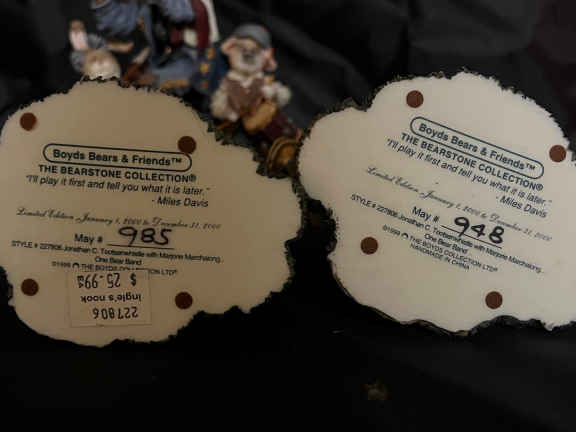 Boyds Bears & Friends™
THE BEARSTONE COLLECTION®
"I'll play it first and tell you what it is later."
- Miles Davis
Limited Edition - January 1, 2000 to December 31, 2000
May # 985
STYLE # 227806 Jonathan C. Tootsenwhistle with Marjorie Marchalong...
One Bear Band
©1999 THE BOYDS COLLECTION LTD®
227806
ingle's nook
$ 25.99
Boyds Bears & Friends™
THE BEARSTONE COLLECTION®
"I'll play it first and tell you what it is later."
- Miles Davis
Limited Edition - January 1, 2000 to December 31, 2000
May # 948
STYLE # 227806 Jonathan C. Tootsenwhistle with Marjorie Marchalong...
One Bear Band
©1999 THE BOYDS COLLECTION LTD®
HANDMADE IN CHINA